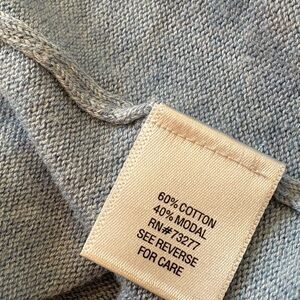 60% COTTON
40% MODAL
RN#73277
SEE REVERSE
FOR CARE